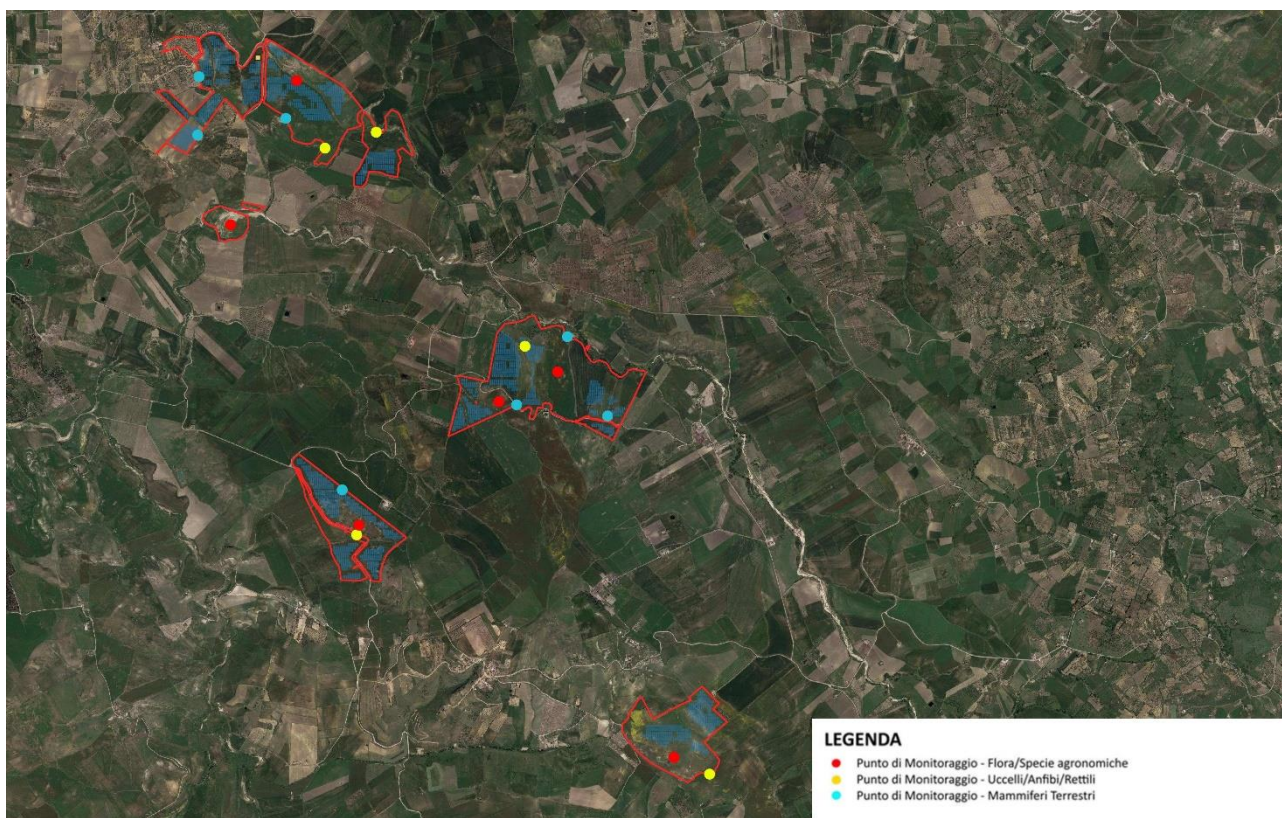 LEGENDA
Punto di Monitoraggio - Flora/Specie agronomiche
Punto di Monitoraggio - Uccelli/Anfibi/Rettili
Punto di Monitoraggio - Mammiferi Terrestri